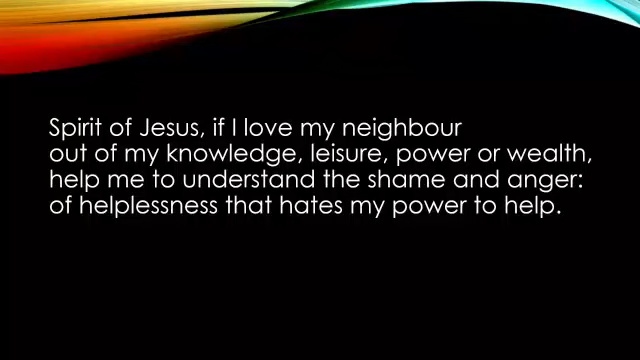 Spirit of Jesus, if I love my neighbour
out of my knowledge, leisure, power or wealth,
help me to understand the shame and anger:
of helplessness that hates my power to help.